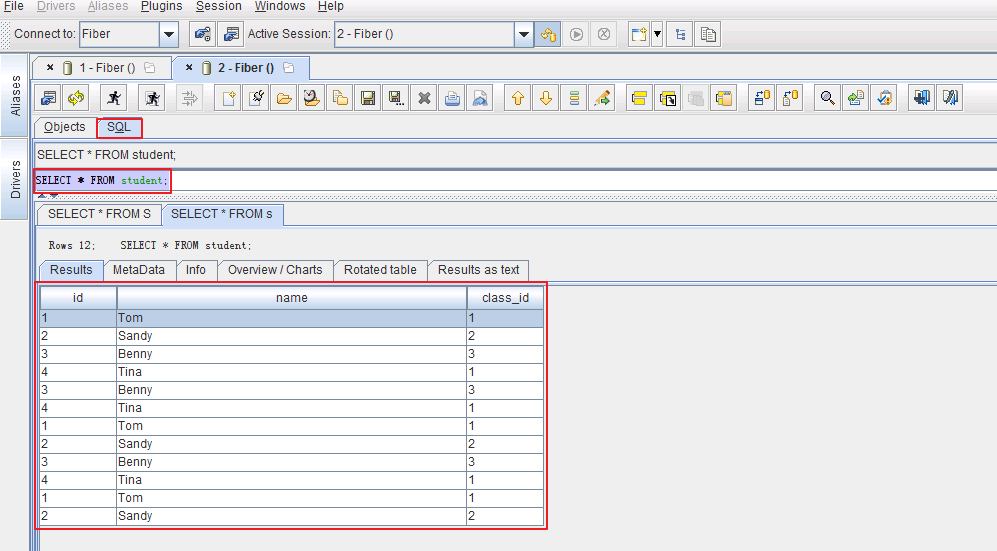 File Drivers Aliases Plugins Session Windows Help
Connect to: Fiber Active Session: 2 - Fiber ()
1 - Fiber () 2 - Fiber ()
Aliases
Drivers
Objects SQL
SELECT * FROM student;
SELECT * FROM student;
SELECT * FROM S SELECT * FROM s
Rows 12; SELECT * FROM student;
Results MetaData Info Overview / Charts Rotated table Results as text
id name class_id
1 Tom 1
2 Sandy 2
3 Benny 3
4 Tina 1
3 Benny 3
4 Tina 1
1 Tom 1
2 Sandy 2
3 Benny 3
4 Tina 1
1 Tom 1
2 Sandy 2